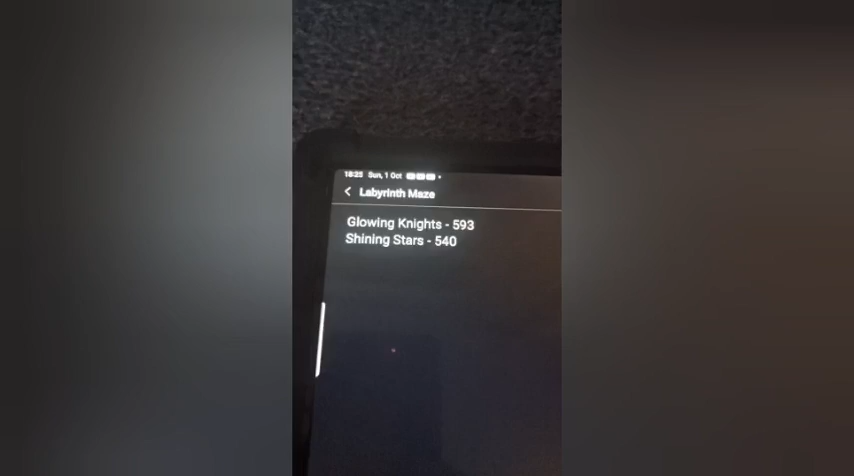 18:25 Sun, 1 Oct
Labyrinth Maze
Glowing Knights - 593
Shining Stars - 540